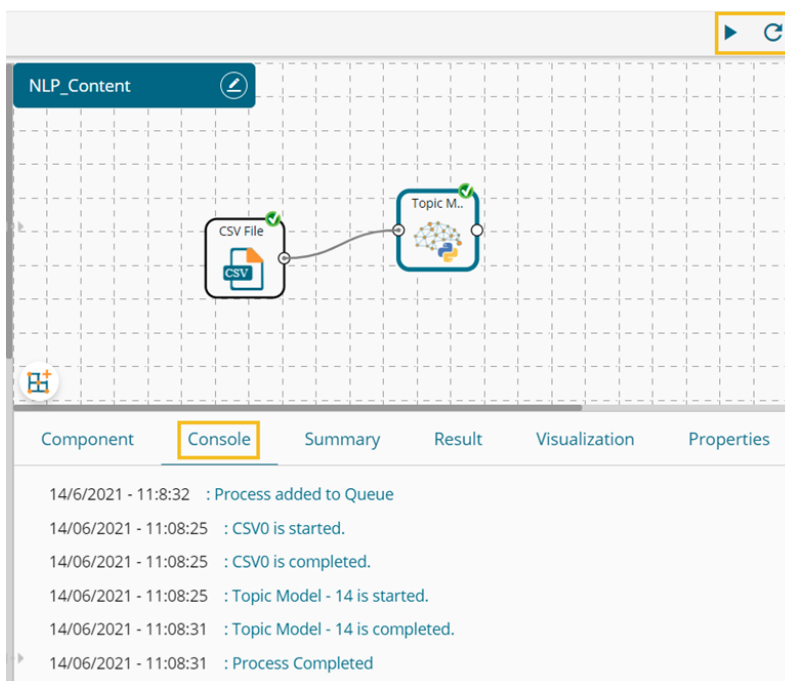 NLP_Content
Topic M..
CSV File
CSV
Component Console Summary Result Visualization Properties
14/6/2021 - 11:8:32 : Process added to Queue
14/06/2021 - 11:08:25 : CSV0 is started.
14/06/2021 - 11:08:25 : CSV0 is completed.
14/06/2021 - 11:08:25 : Topic Model - 14 is started.
14/06/2021 - 11:08:31 : Topic Model - 14 is completed.
14/06/2021 - 11:08:31 : Process Completed